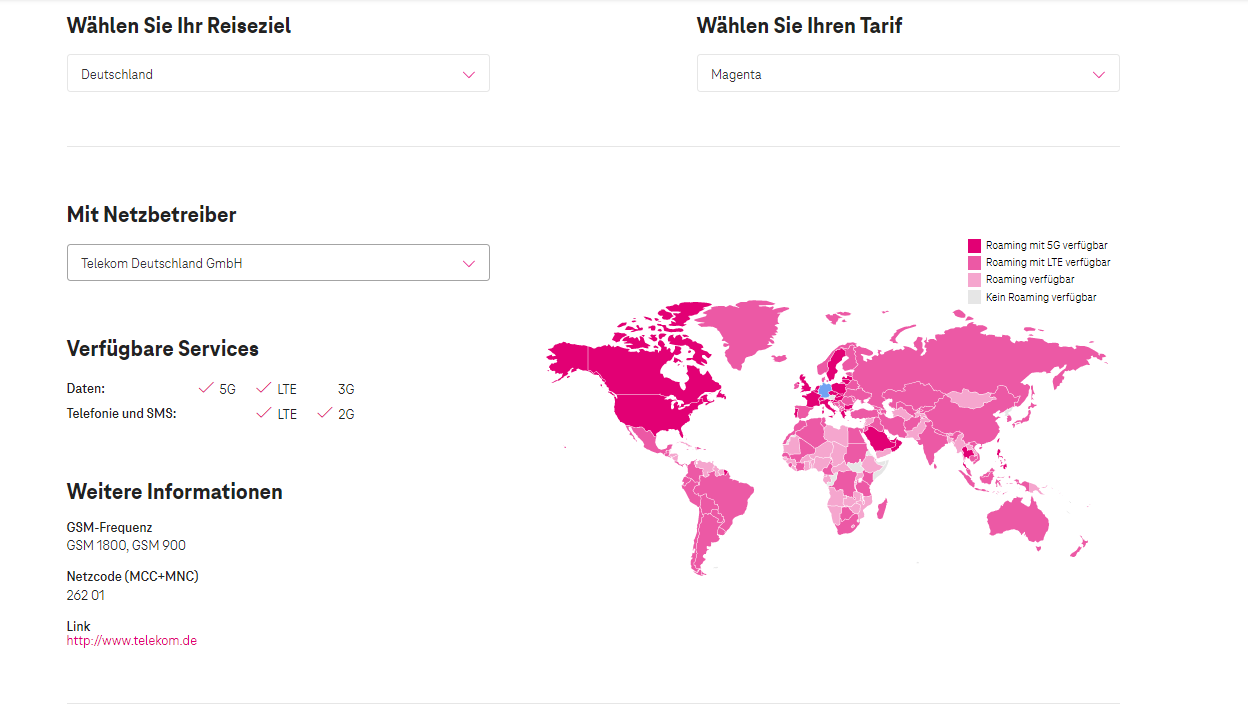 Wählen Sie Ihr Reiseziel
Wählen Sie Ihren Tarif
Deutschland
Magenta
Mit Netzbetreiber
Telekom Deutschland GmbH
Roaming mit 5G verfügbar
Roaming mit LTE verfügbar
Roaming verfügbar
Kein Roaming verfügbar
Verfügbare Services
Daten: 5G LTE 3G
Telefonie und SMS: LTE 2G
Weitere Informationen
GSM-Frequenz
GSM 1800, GSM 900
Netzcode (MCC+MNC)
262 01
Link
http://www.telekom.de